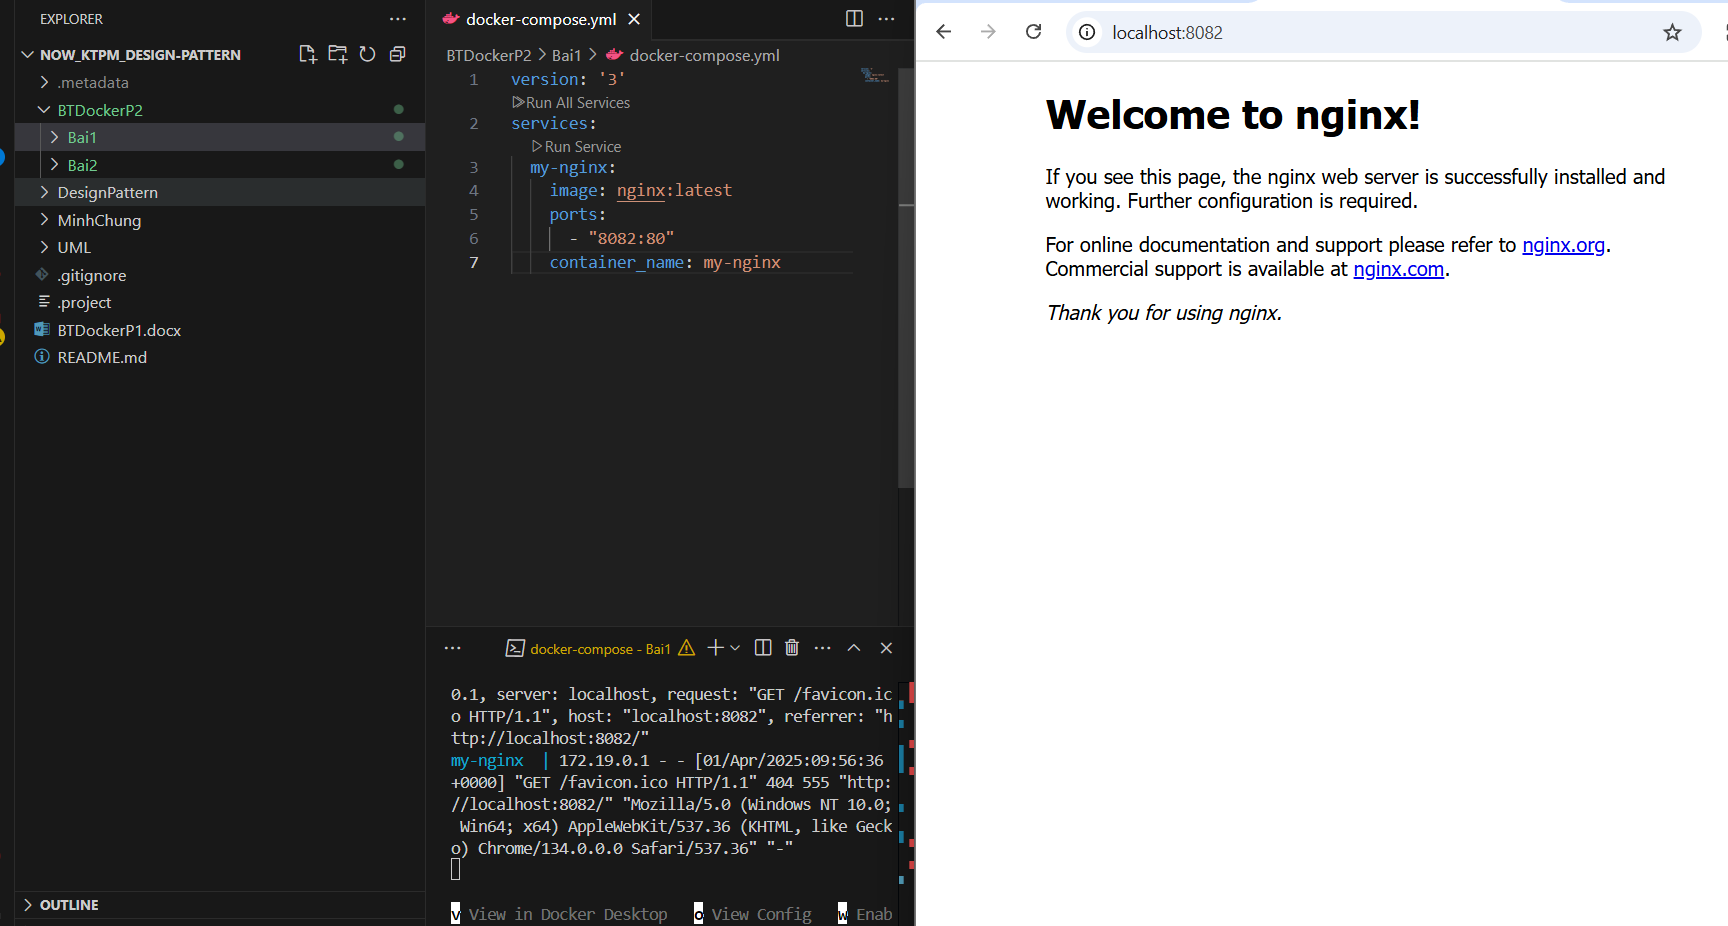 EXPLORER
NOW_KTPM_DESIGN-PATTERN
.metadata
BTDockerP2
Bai1
Bai2
DesignPattern
MinhChung
UML
.gitignore
.project
BTDockerP1.docx
README.md
OUTLINE
docker-compose.yml
BTDockerP2 > Bai1 > docker-compose.yml
1 version: '3'
Run All Services
2 services:
Run Service
3 my-nginx:
4 image: nginx:latest
5 ports:
6 - "8082:80"
7 container_name: my-nginx
docker-compose - Bai1
0.1, server: localhost, request: "GET /favicon.ic
o HTTP/1.1", host: "localhost:8082", referrer: "h
ttp://localhost:8082/"
my-nginx | 172.19.0.1 - - [01/Apr/2025:09:56:36
+0000] "GET /favicon.ico HTTP/1.1" 404 555 "http:
//localhost:8082/" "Mozilla/5.0 (Windows NT 10.0;
Win64; x64) AppleWebKit/537.36 (KHTML, like Geck
o) Chrome/134.0.0.0 Safari/537.36" "-"
v View in Docker Desktop o View Config w Enab
localhost:8082
Welcome to nginx!
If you see this page, the nginx web server is successfully installed and
working. Further configuration is required.
For online documentation and support please refer to nginx.org.
Commercial support is available at nginx.com.
Thank you for using nginx.